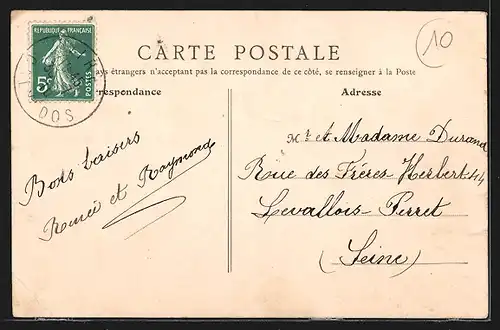 RÉPUBLIQUE FRANÇAISE
5c
POSTES
DOS
10
CARTE POSTALE
ays étrangers n'acceptant pas la correspondance de ce côté, se renseigner à la Poste
rrespondance
Adresse
Bons baisers
Renée et Raymond
Mr et Madame Durand
Rue des Frères Herbert 44
Levallois-Perret
(Seine)